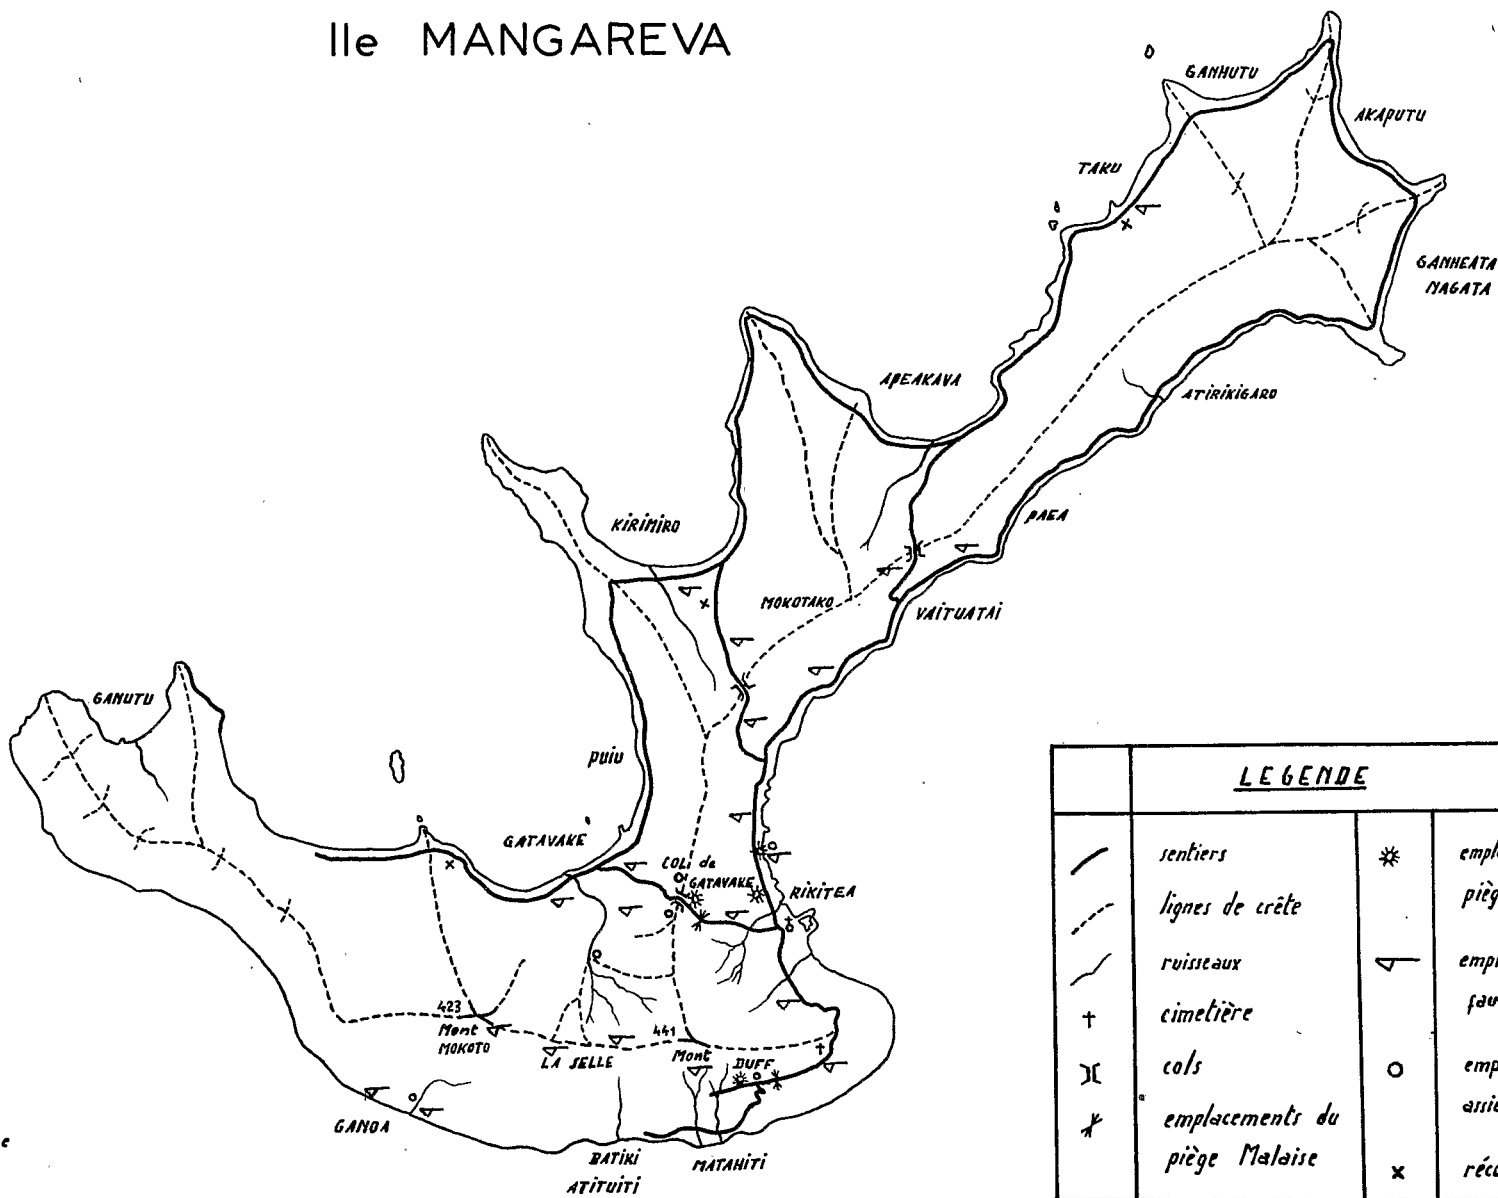 Ile MANGAREVA
GANHUTU
AKAPUTU
TAKU
GANHEATA
NAGATA
APEAKAVA
ATIRIKIGARO
KIRIMIRO
PAEA
MOKOTAKO
VAITUATAI
GANUTU
PUIU
GATAVAKE
COL de
GATAVAKE
RIKITEA
423
Mont
MOKOTO
LA SELLE
441
Mont
DUFF
GANOA
BATIKI
ATITUITI
MATAHITI
e
LEGENDE
sentiers
lignes de crête
ruisseaux
cimetière
cols
emplacements du
piège Malaise